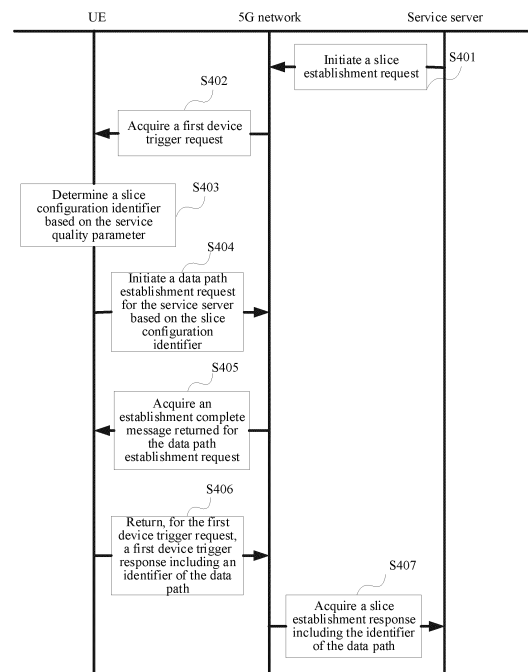 UE
5G network
Service server
Initiate a slice
establishment request
S401
S402
Acquire a first device
trigger request
S403
Determine a slice
configuration identifier
based on the service
quality parameter
S404
Initiate a data path
establishment request
for the service server
based on the slice
configuration
identifier
S405
Acquire an
establishment complete
message returned for
the data path
establishment request
S406
Return, for the first
device trigger request,
a first device trigger
response including an
identifier of the data
path
S407
Acquire a slice
establishment response
including the identifier
of the data path